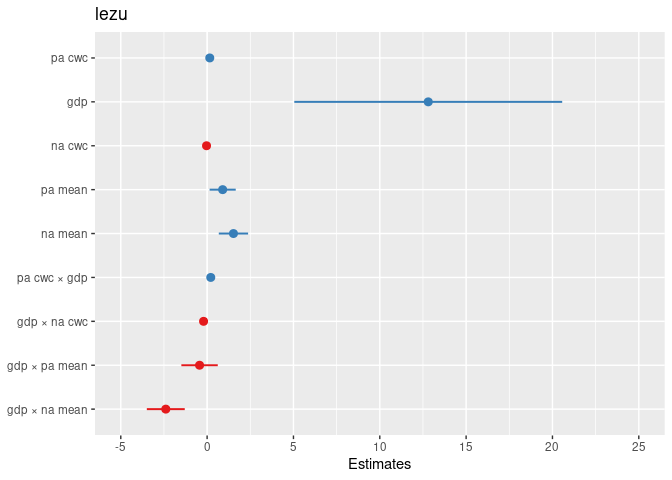 lezu
pa cwc
gdp
na cwc
pa mean
na mean
pa cwc × gdp
gdp × na cwc
gdp × pa mean
gdp × na mean
-5 0 5 10 15 20 25
Estimates